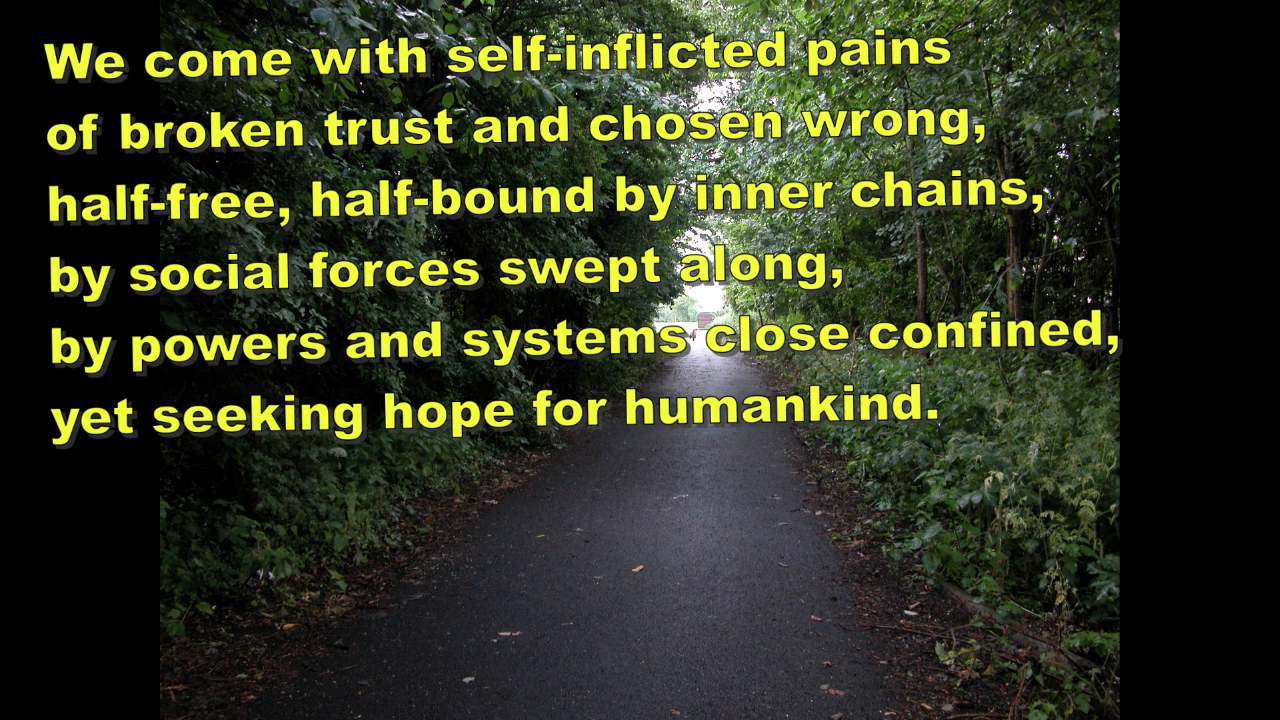 We come with self-inflicted pains
of broken trust and chosen wrong,
half-free, half-bound by inner chains,
by social forces swept along,
by powers and systems close confined,
yet seeking hope for humankind.